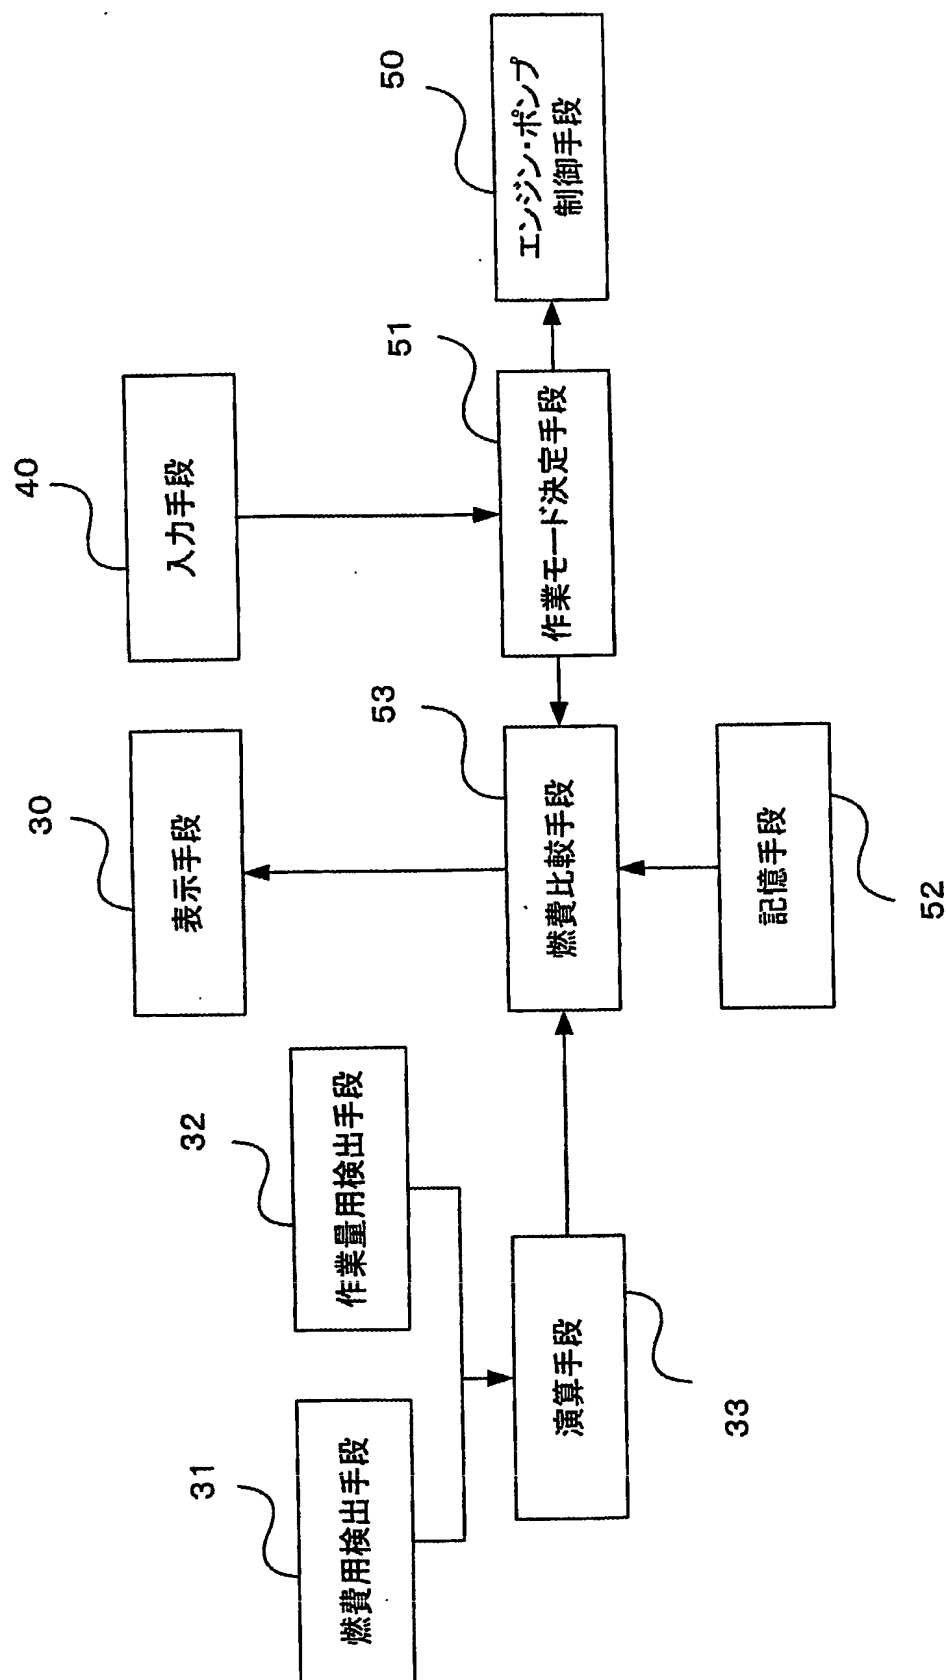 31
燃費用検出手段
32
作業量用検出手段
33
演算手段
30
表示手段
53
燃費比較手段
52
記憶手段
40
入力手段
51
作業モード決定手段
50
エンジン・ポンプ
制御手段